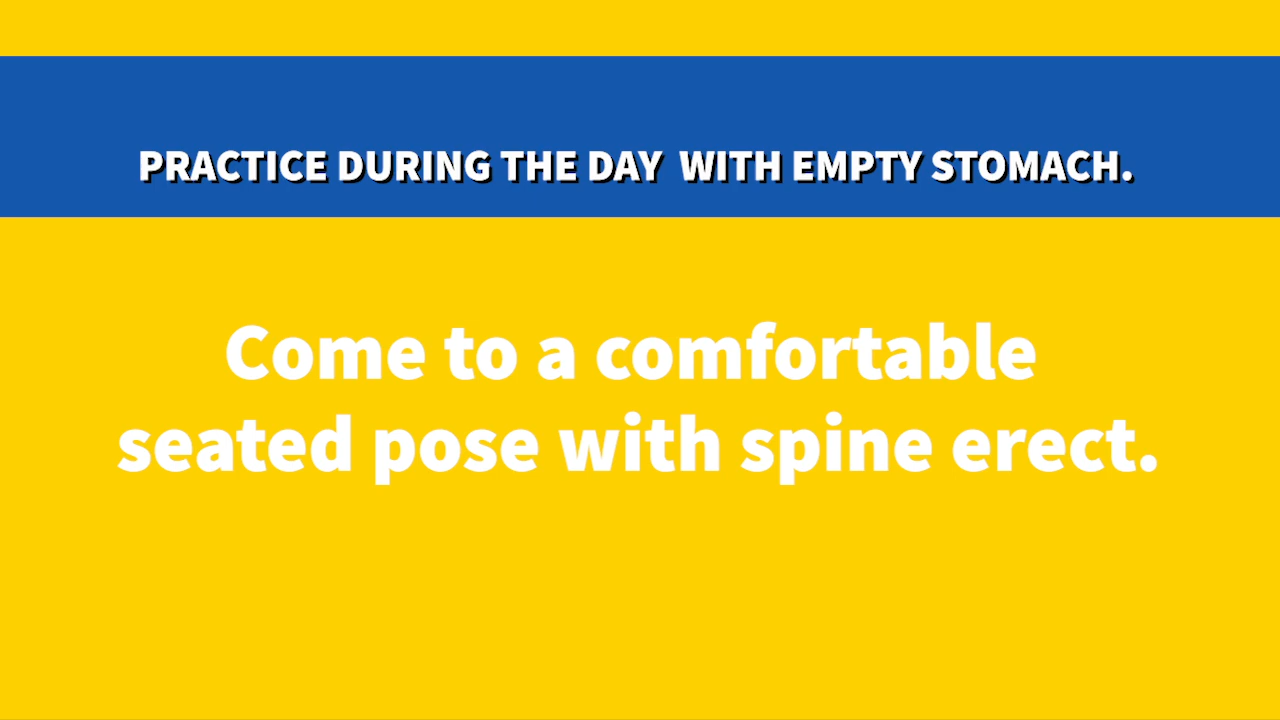 PRACTICE DURING THE DAY  WITH EMPTY STOMACH.
Come to a comfortable
seated pose with spine erect.